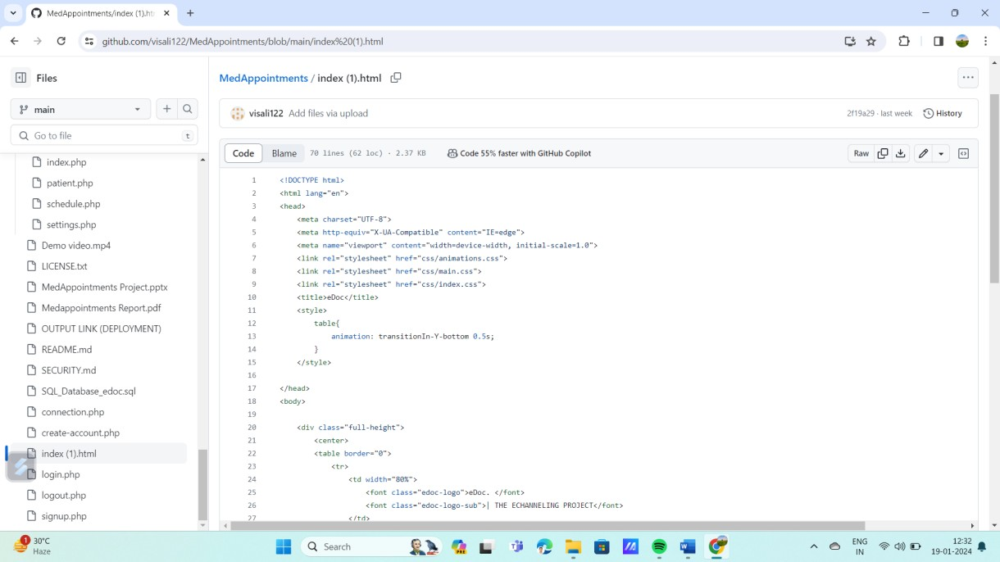 MedAppointments/index (1).ht
github.com/visali122/MedAppointments/blob/main/index%20(1).html
Files
main
Go to file
t
index.php
patient.php
schedule.php
settings.php
Demo video.mp4
LICENSE.txt
MedAppointments Project.pptx
Medappointments Report.pdf
OUTPUT LINK (DEPLOYMENT)
README.md
SECURITY.md
SQL_Database_edoc.sql
connection.php
create-account.php
index (1).html
login.php
logout.php
signup.php
MedAppointments / index (1).html
visali122 Add files via upload
2f19a29 · last week
History
Code
Blame
70 lines (62 loc) · 2.37 KB
Code 55% faster with GitHub Copilot
Raw
1 <!DOCTYPE html>
2 <html lang="en">
3 <head>
4 <meta charset="UTF-8">
5 <meta http-equiv="X-UA-Compatible" content="IE=edge">
6 <meta name="viewport" content="width=device-width, initial-scale=1.0">
7 <link rel="stylesheet" href="css/animations.css">
8 <link rel="stylesheet" href="css/main.css">
9 <link rel="stylesheet" href="css/index.css">
10 <title>eDoc</title>
11 <style>
12 table{
13 animation: transitionIn-Y-bottom 0.5s;
14 }
15 </style>
16
17 </head>
18 <body>
19
20 <div class="full-height">
21 <center>
22 <table border="0">
23 <tr>
24 <td width="80%">
25 <font class="edoc-logo">eDoc. </font>
26 <font class="edoc-logo-sub">| THE ECHANNELING PROJECT</font>
27 </td>
1
30°C
Haze
Search
PRE
ENG
IN
12:32
19-01-2024